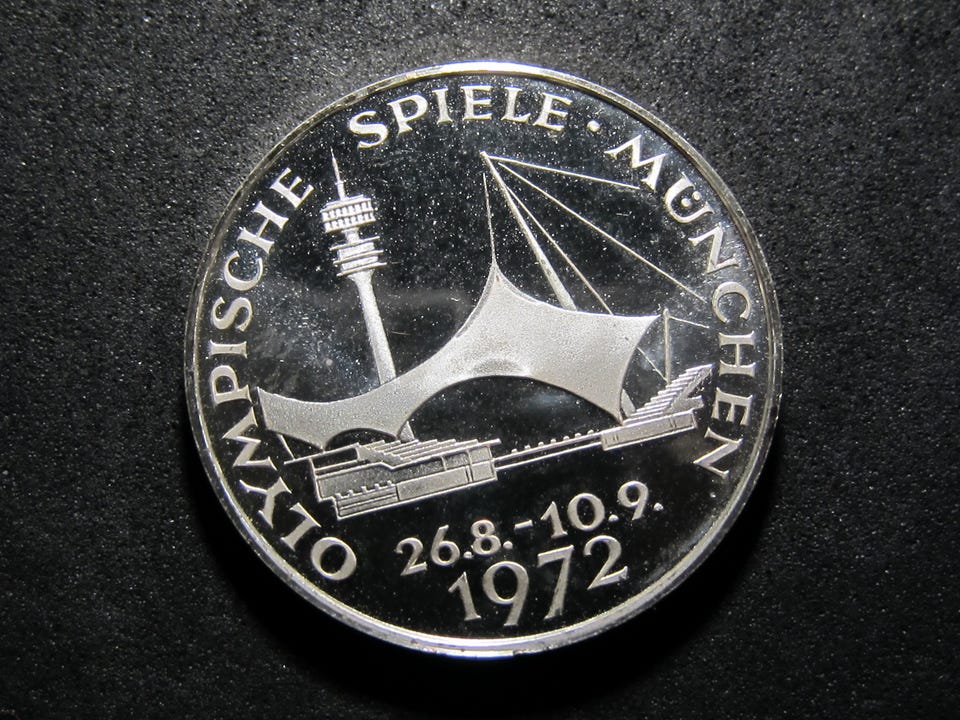 OLYMPISCHE SPIELE · MÜNCHEN
26.8.-10.9.
1972